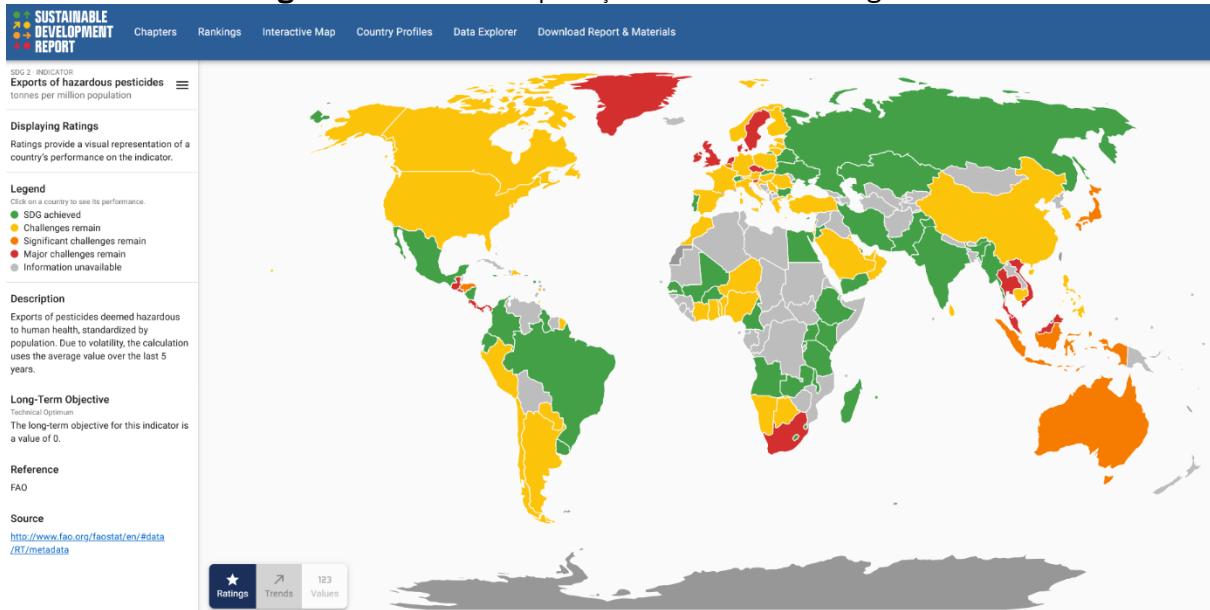 SUSTAINABLE
DEVELOPMENT
REPORT
Chapters
Rankings
Interactive Map
Country Profiles
Data Explorer
Download Report & Materials
SDG 2 · INDICATOR
Exports of hazardous pesticides
tonnes per million population
Displaying Ratings
Ratings provide a visual representation of a
country's performance on the indicator.
Legend
Click on a country to see its performance.
SDG achieved
Challenges remain
Significant challenges remain
Major challenges remain
Information unavailable
Description
Exports of pesticides deemed hazardous
to human health, standardized by
population. Due to volatility, the calculation
uses the average value over the last 5
years.
Long-Term Objective
Technical Optimum
The long-term objective for this indicator is
a value of 0.
Reference
FAO
Source
http://www.fao.org/faostat/en/#data
/RT/metadata
Ratings
Trends
123
Values